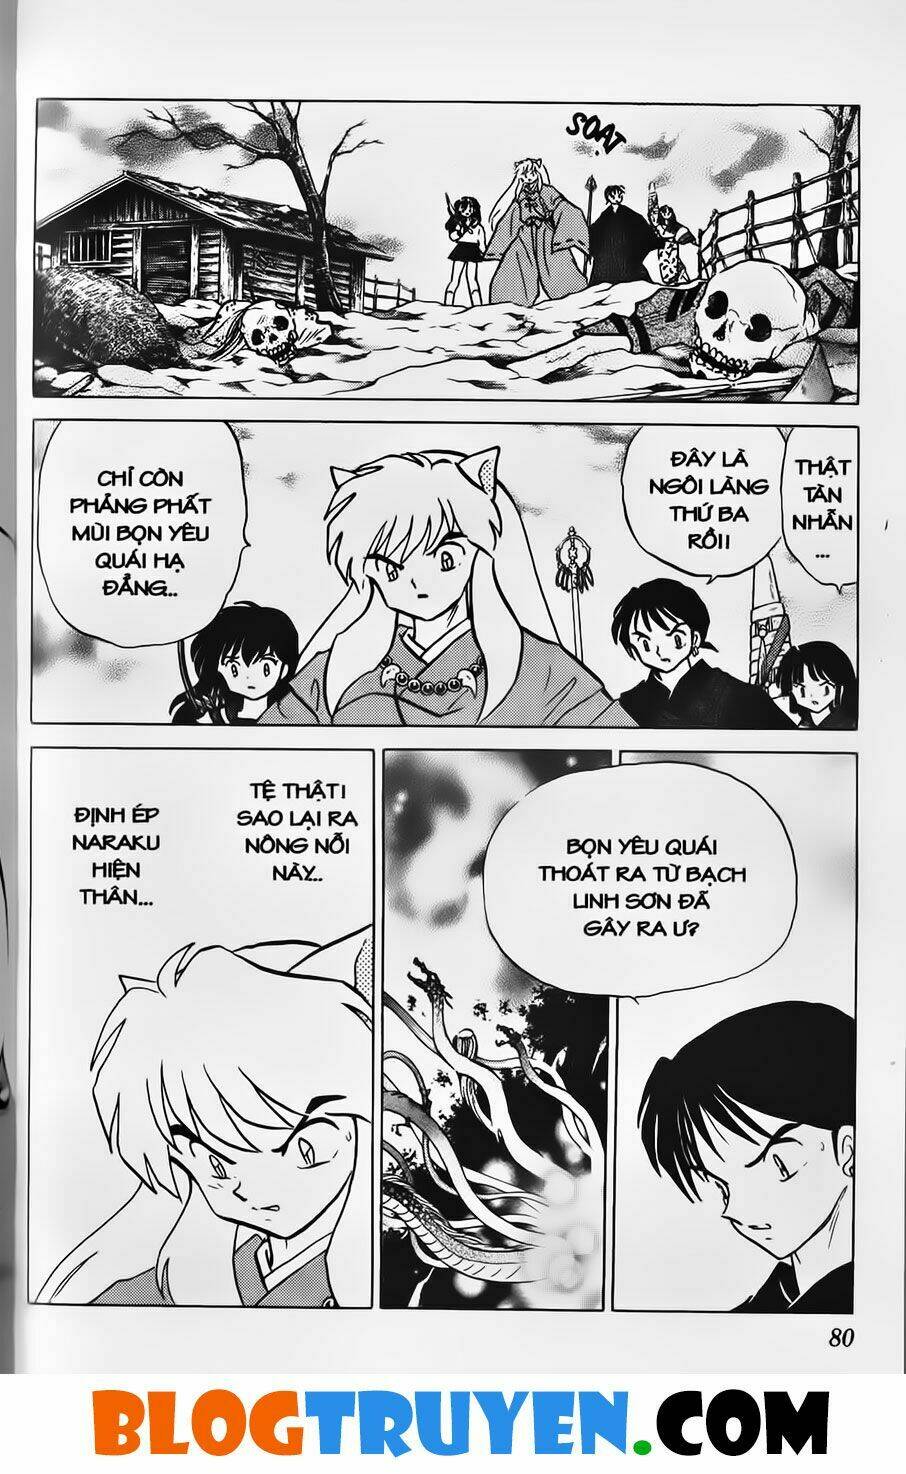 SOẠT
THẬT
TÀN
NHẪN
...
ĐÂY LÀ
NGÔI LÀNG
THỨ BA
RỒI!
CHỈ CÒN
PHẢNG PHẤT
MÙI BỌN YÊU
QUÁI HẠ
ĐẲNG...
BỌN YÊU QUÁI
THOÁT RA TỪ BẠCH
LINH SƠN ĐÃ
GÂY RA Ư?
TỆ THẬT!
SAO LẠI RA
NÔNG NỖI
NÀY...
ĐỊNH ÉP
NARAKU
HIỆN
THÂN...
80
BLOGTRUYEN.COM